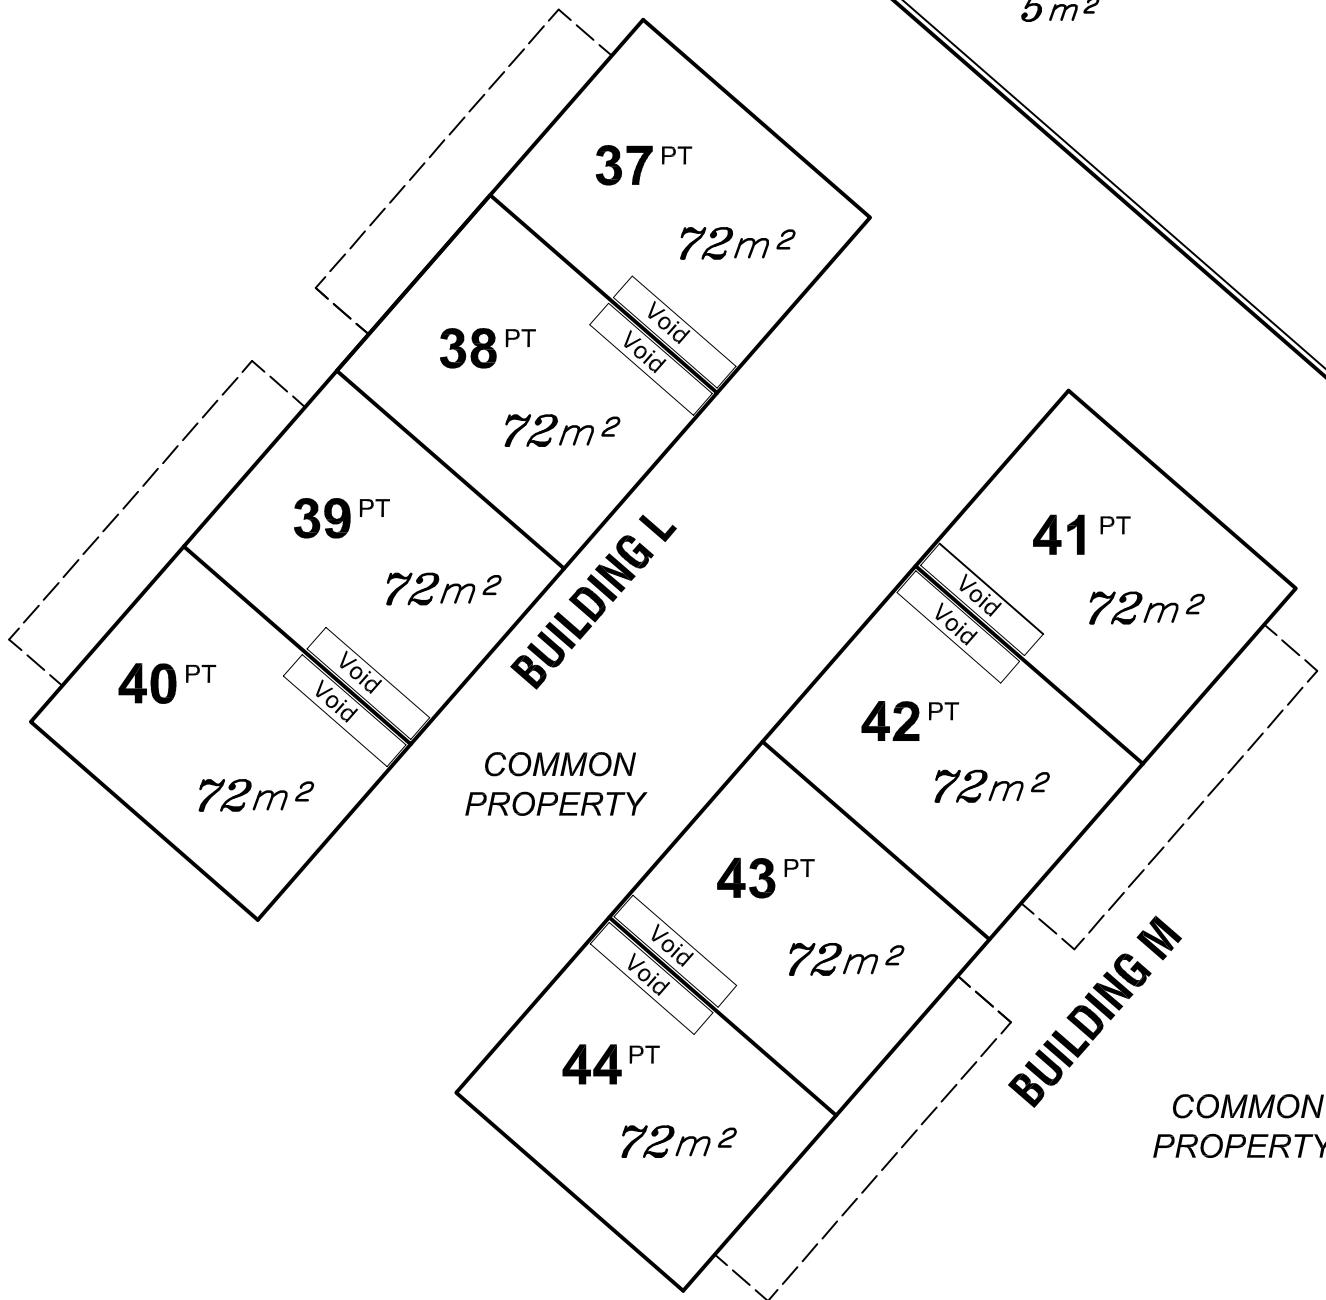 5m²
37 PT
72m²
Void
Void
38 PT
72m²
39 PT
72m²
Void
Void
40 PT
72m²
BUILDING L
COMMON
PROPERTY
41 PT
72m²
Void
Void
42 PT
72m²
43 PT
72m²
Void
Void
44 PT
72m²
BUILDING M
COMMON
PROPERTY